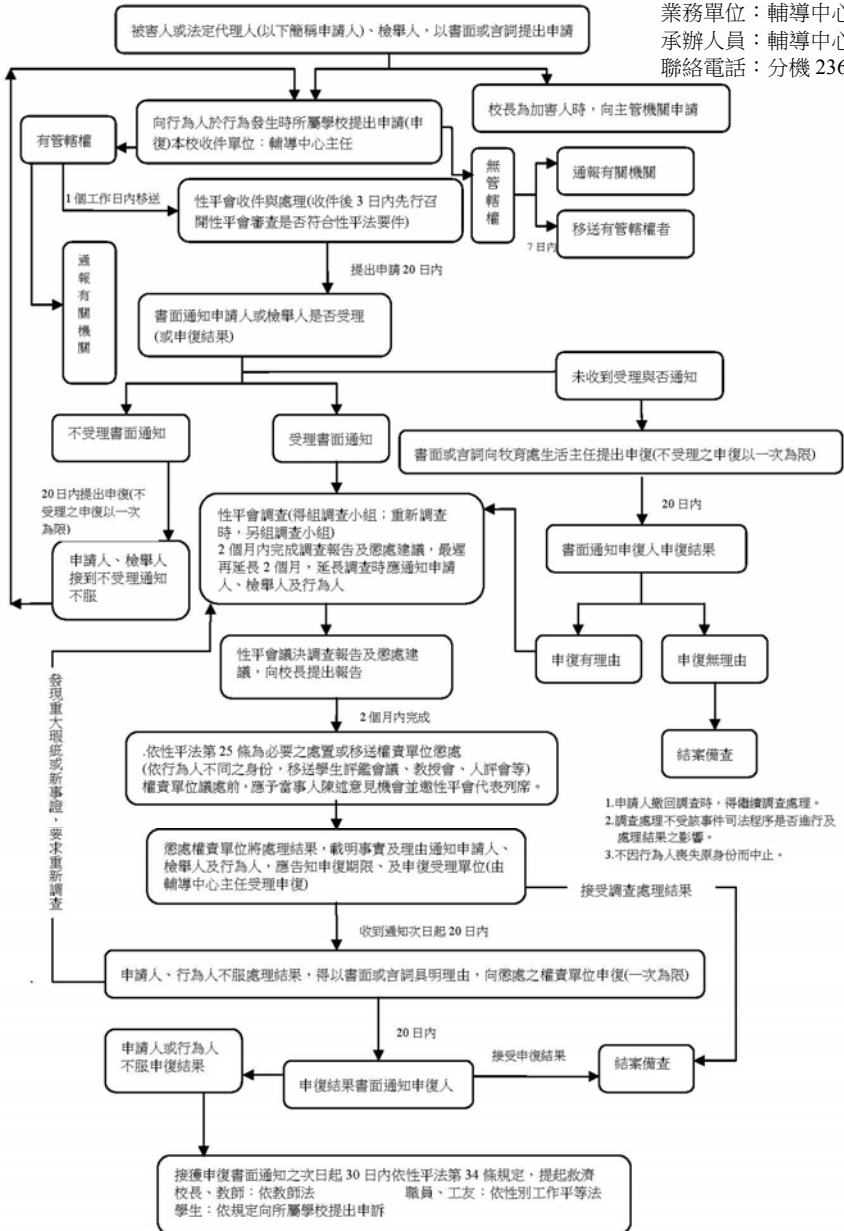 業務單位：輔導中心
承辦人員：輔導中心
聯絡電話：分機 236
被害人或法定代理人(以下簡稱申請人)、檢舉人，以書面或言詞提出申請
向行為人於行為發生時所屬學校提出申請(申
復)本校收件單位：輔導中心主任
校長為加害人時，向主管機關申請
有管轄權
無管轄權
通報有關機關
移送有管轄權者
7 日內
1 個工作日內移送
性平會收件與處理(收件後 3 日內先行召
開性平會審查是否符合性平法要件)
通報有關機關
提出申請 20 日內
書面通知申請人或檢舉人是否受理
(或申復結果)
未收到受理與否通知
不受理書面通知
受理書面通知
書面或言詞向牧育處生活主任提出申復(不受理之申復以一次為限)
20 日內提出申復(不
受理之申復以一次
為限)
20 日內
性平會調查(得組調查小組；重新調查
時，另組調查小組)
2 個月內完成調查報告及懲處建議，最遲
再延長 2 個月，延長調查時應通知申請
人、檢舉人及行為人
書面通知申復人申復結果
申請人、檢舉人
接到不受理通知
不服
申復有理由
申復無理由
性平會議決調查報告及懲處建
議，向校長提出報告
2 個月內完成
結案備查
發現重大瑕疵或新事證，要求重新調查
.依性平法第 25 條為必要之處置或移送權責單位懲處
(依行為人不同之身份，移送學生評鑑會議、教授會、人評會等)
權責單位議處前，應予當事人陳述意見機會並邀性平會代表列席。
1.申請人撤回調查時，得繼續調查處理。
2.調查處理不受該事件司法程序是否進行及
處理結果之影響。
3.不因行為人喪失原身份而中止。
懲處權責單位將處理結果，載明事實及理由通知申請人、
檢舉人及行為人，應告知申復期限、及申復受理單位(由
輔導中心主任受理申復)
接受調查處理結果
收到通知次日起 20 日內
申請人、行為人不服處理結果，得以書面或言詞具明理由，向懲處之權責單位申復(一次為限)
20 日內
申請人或行為人
不服申復結果
申復結果書面通知申復人
接受申復結果
結案備查
接獲申復書面通知之次日起 30 日內依性平法第 34 條規定，提起救濟
校長、教師：依教師法 職員、工友：依性別工作平等法
學生：依規定向所屬學校提出申訴